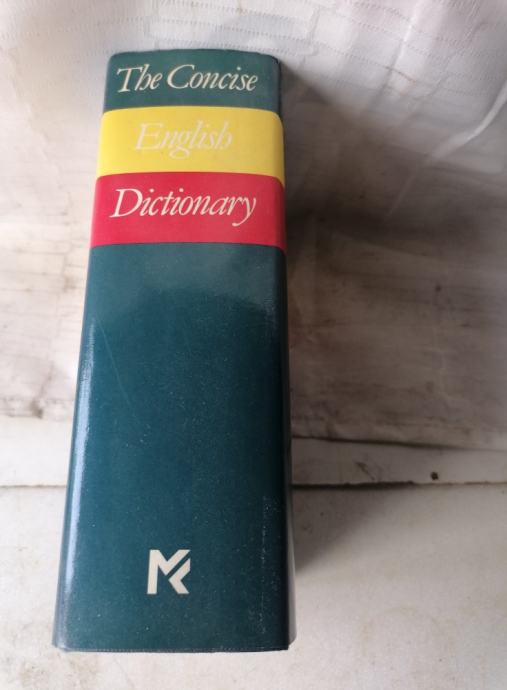 The Concise
English
Dictionary
MK